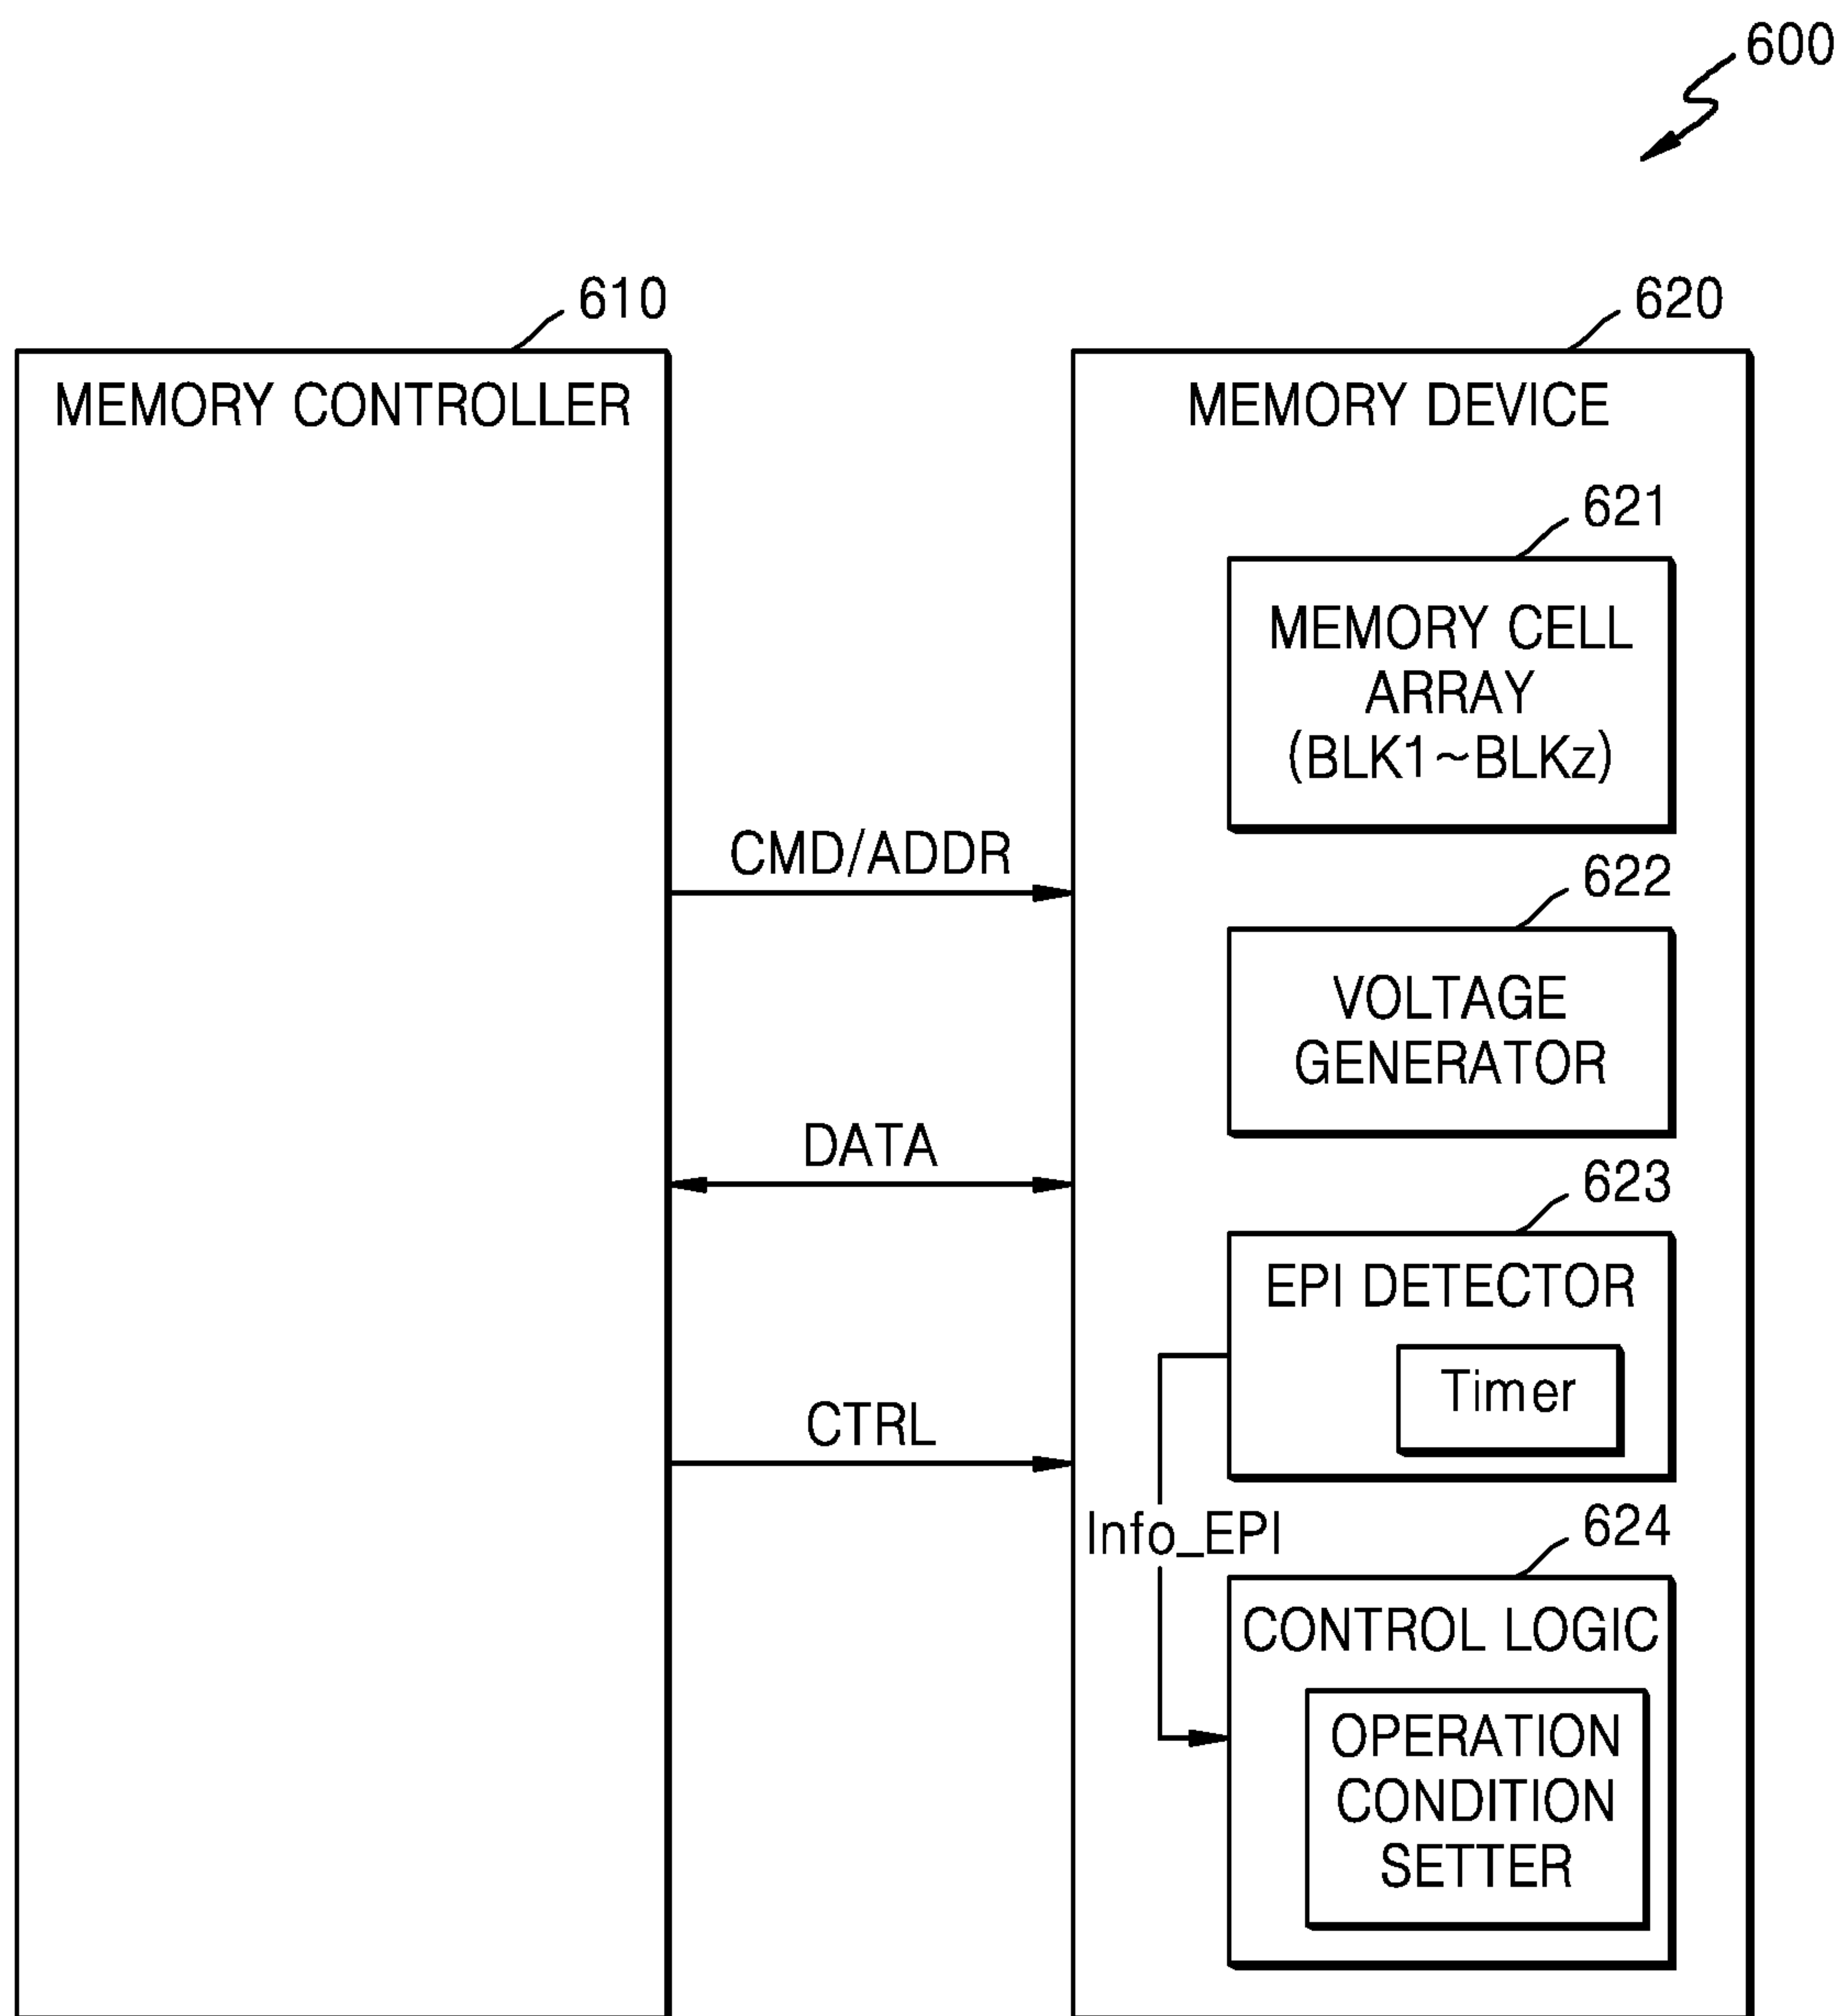 600
610
MEMORY CONTROLLER
620
MEMORY DEVICE
621
MEMORY CELL
ARRAY
(BLK1~BLKz)
CMD/ADDR
622
VOLTAGE
GENERATOR
DATA
623
EPI DETECTOR
Timer
CTRL
Info_EPI
624
CONTROL LOGIC
OPERATION
CONDITION
SETTER